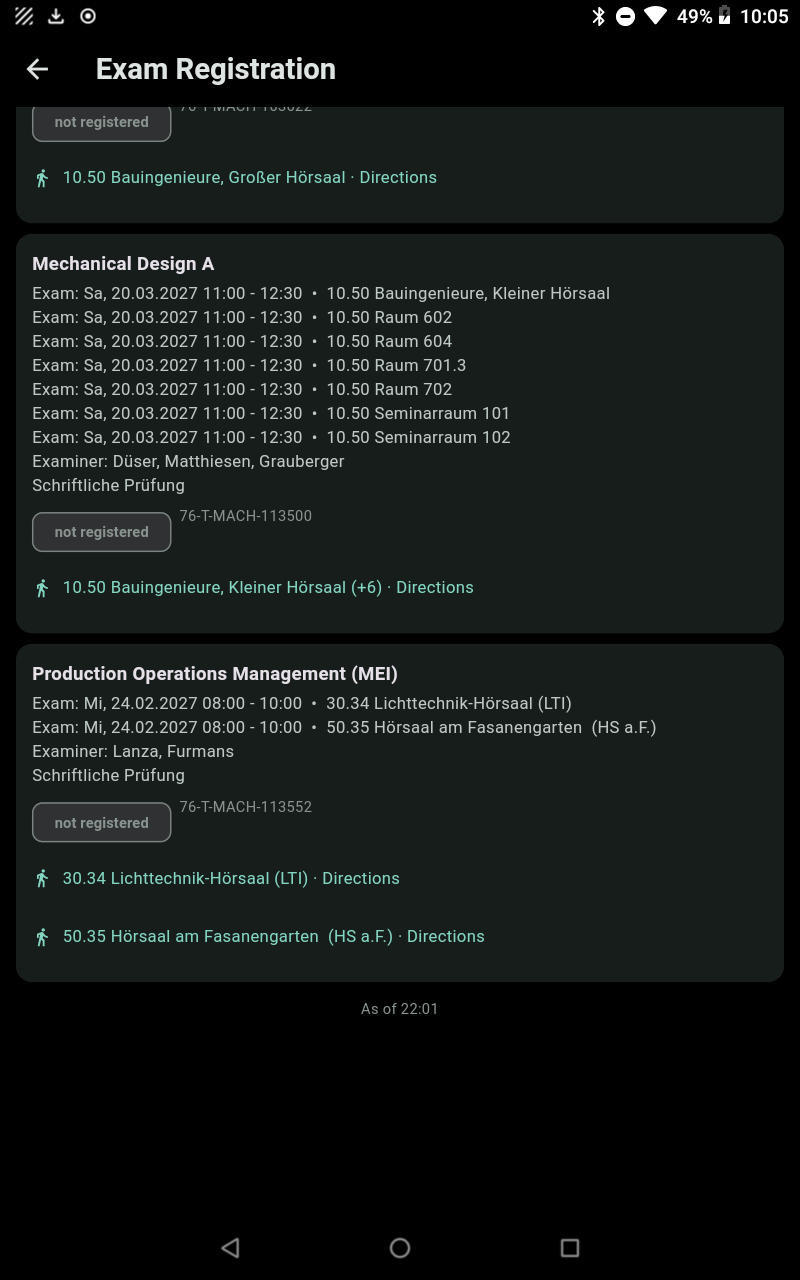 49% 10:05
Exam Registration
not registered
10.50 Bauingenieure, Großer Hörsaal · Directions
Mechanical Design A
Exam: Sa, 20.03.2027 11:00 - 12:30 • 10.50 Bauingenieure, Kleiner Hörsaal
Exam: Sa, 20.03.2027 11:00 - 12:30 • 10.50 Raum 602
Exam: Sa, 20.03.2027 11:00 - 12:30 • 10.50 Raum 604
Exam: Sa, 20.03.2027 11:00 - 12:30 • 10.50 Raum 701.3
Exam: Sa, 20.03.2027 11:00 - 12:30 • 10.50 Raum 702
Exam: Sa, 20.03.2027 11:00 - 12:30 • 10.50 Seminarraum 101
Exam: Sa, 20.03.2027 11:00 - 12:30 • 10.50 Seminarraum 102
Examiner: Düser, Matthiesen, Grauberger
Schriftliche Prüfung
not registered 76-T-MACH-113500
10.50 Bauingenieure, Kleiner Hörsaal (+6) · Directions
Production Operations Management (MEI)
Exam: Mi, 24.02.2027 08:00 - 10:00 • 30.34 Lichttechnik-Hörsaal (LTI)
Exam: Mi, 24.02.2027 08:00 - 10:00 • 50.35 Hörsaal am Fasanengarten (HS a.F.)
Examiner: Lanza, Furmans
Schriftliche Prüfung
not registered 76-T-MACH-113552
30.34 Lichttechnik-Hörsaal (LTI) · Directions
50.35 Hörsaal am Fasanengarten (HS a.F.) · Directions
As of 22:01